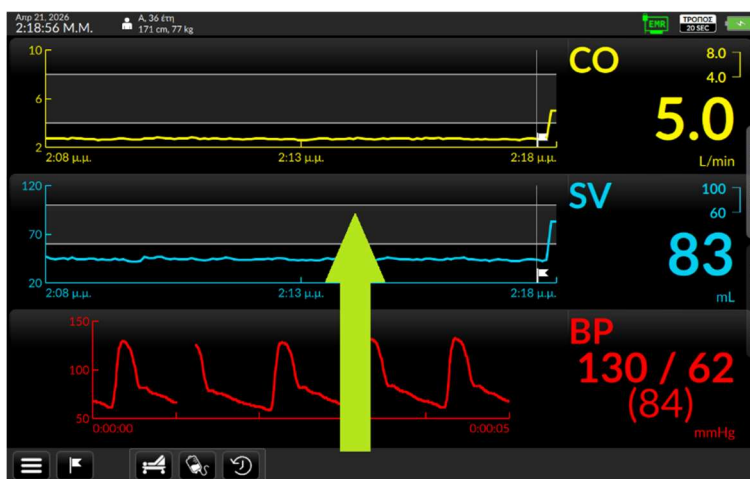 Απρ 21, 2026
2:18:56 Μ.Μ.
A, 36 έτη
171 cm, 77 kg
EMR
ΤΡΟΠΟΣ
20 SEC
10
6
2
2:08 μ.μ.
2:13 μ.μ.
2:18 μ.μ.
CO
8.0
4.0
5.0
L/min
120
70
20
2:08 μ.μ.
2:13 μ.μ.
2:18 μ.μ.
SV
100
60
83
mL
150
100
50
0:00:00
0:00:05
BP
130 / 62
(84)
mmHg